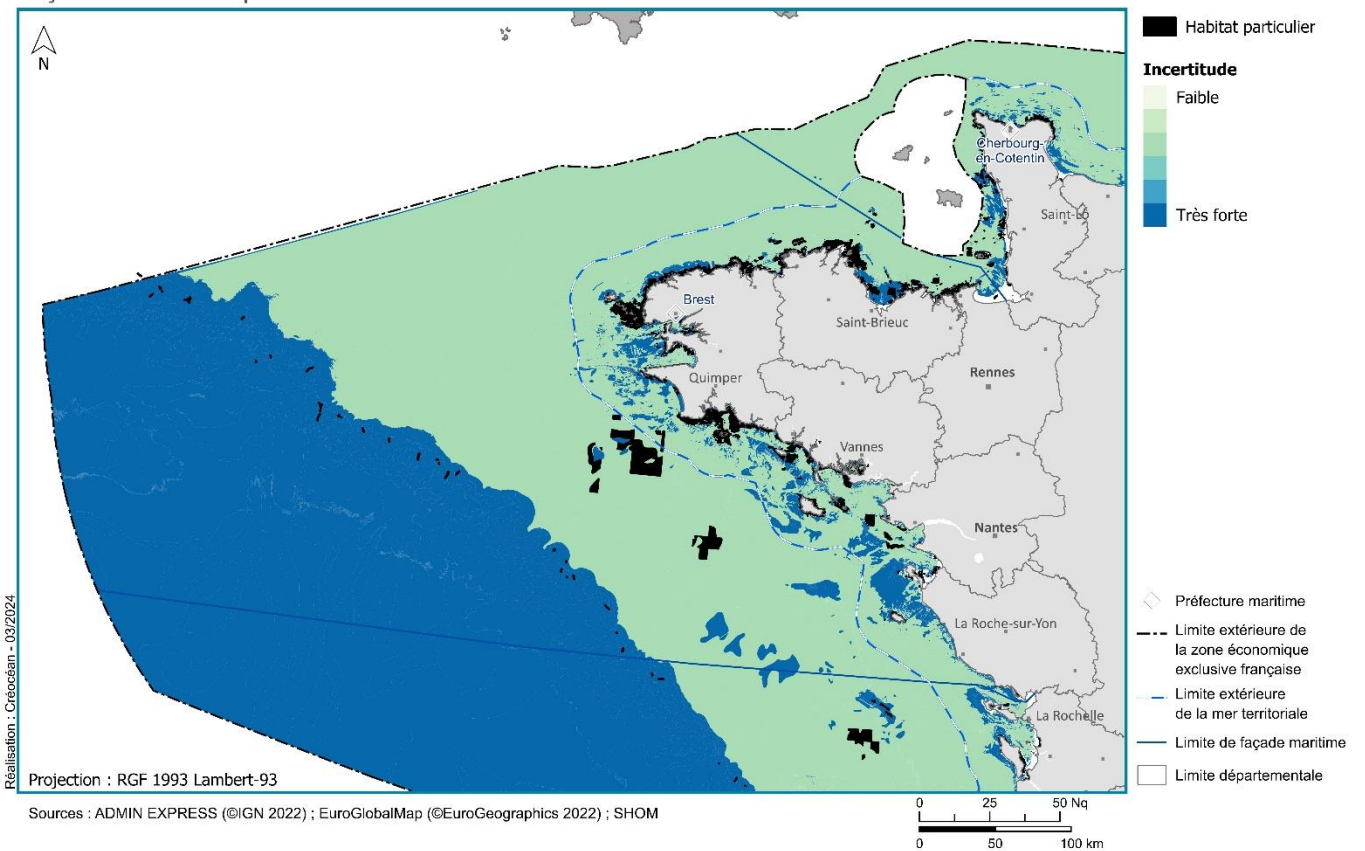 N
Habitat particulier
Incertitude
Faible
Très forte
Cherbourg-
en-Cotentin
Saint-Lô
Brest
Saint-Brieuc
Quimper
Rennes
Vannes
Nantes
La Roche-sur-Yon
La Rochelle
Préfecture maritime
Limite extérieure de
la zone économique
exclusive française
Limite extérieure
de la mer territoriale
Limite de façade maritime
Limite départementale
Réalisation : Créocéan - 03/2024
Projection : RGF 1993 Lambert-93
Sources : ADMIN EXPRESS (©IGN 2022) ; EuroGlobalMap (©EuroGeographics 2022) ; SHOM
0 25 50 Nq
0 50 100 km